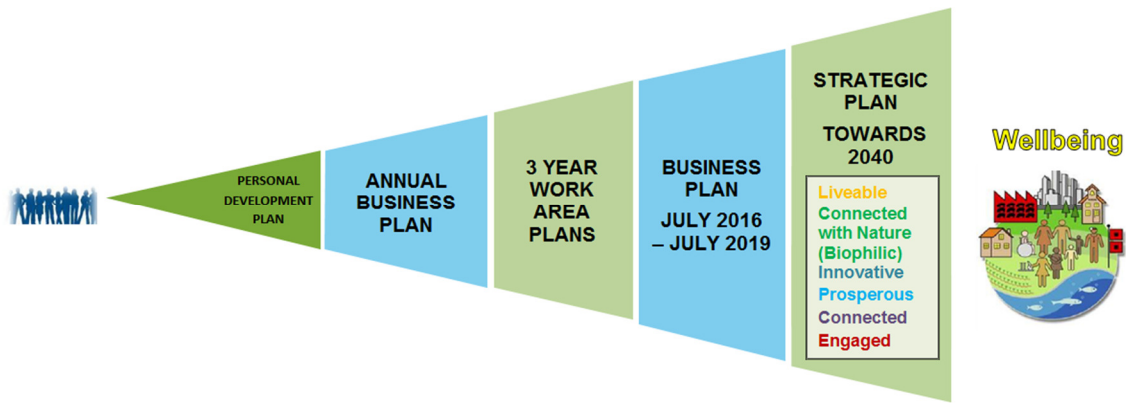 PERSONAL
DEVELOPMENT
PLAN
ANNUAL
BUSINESS
PLAN
3 YEAR
WORK
AREA
PLANS
BUSINESS
PLAN
JULY 2016
– JULY 2019
STRATEGIC
PLAN
TOWARDS
2040
Liveable
Connected
with Nature
(Biophilic)
Innovative
Prosperous
Connected
Engaged
Wellbeing